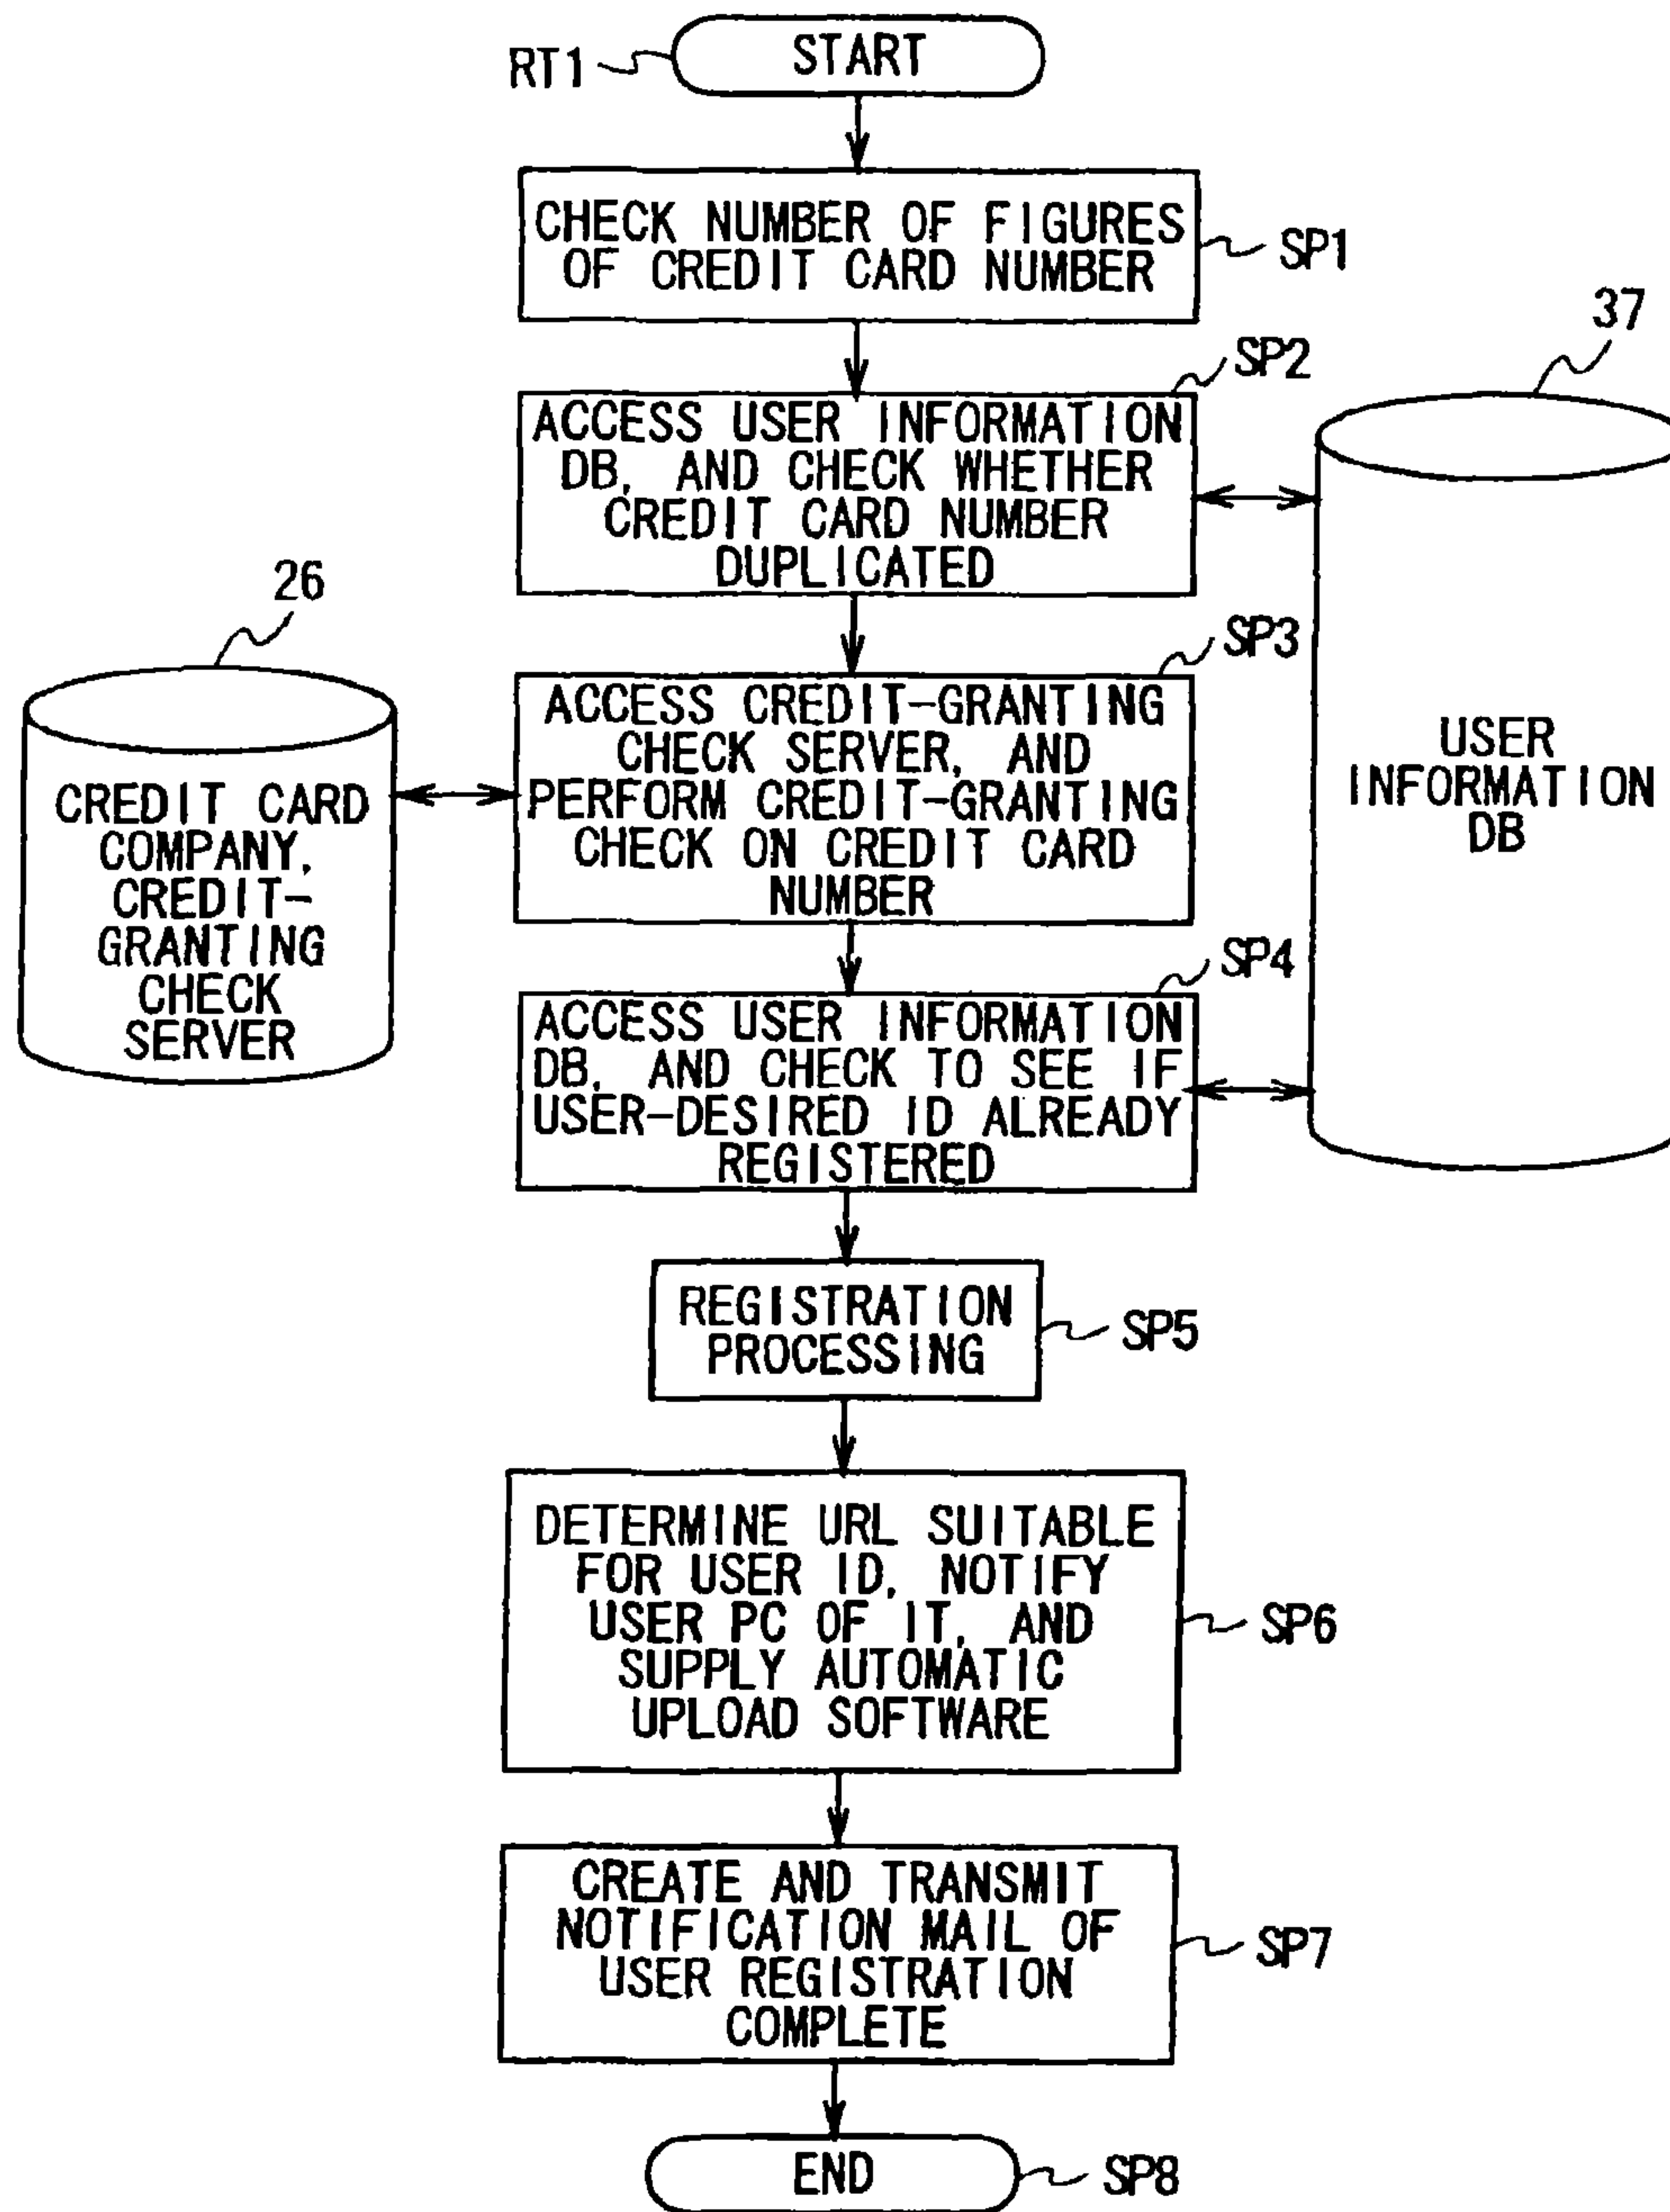 RT1
START
CHECK NUMBER OF FIGURES
OF CREDIT CARD NUMBER
SP1
37
SP2
ACCESS USER INFORMATION
DB, AND CHECK WHETHER
CREDIT CARD NUMBER
DUPLICATED
26
SP3
ACCESS CREDIT-GRANTING
CHECK SERVER, AND
PERFORM CREDIT-GRANTING
CHECK ON CREDIT CARD
NUMBER
USER
INFORMATION
DB
CREDIT CARD
COMPANY,
CREDIT-
GRANTING
CHECK
SERVER
SP4
ACCESS USER INFORMATION
DB, AND CHECK TO SEE IF
USER-DESIRED ID ALREADY
REGISTERED
REGISTRATION
PROCESSING
SP5
DETERMINE URL SUITABLE
FOR USER ID, NOTIFY
USER PC OF IT, AND
SUPPLY AUTOMATIC
UPLOAD SOFTWARE
SP6
CREATE AND TRANSMIT
NOTIFICATION MAIL OF
USER REGISTRATION
COMPLETE
SP7
END
SP8